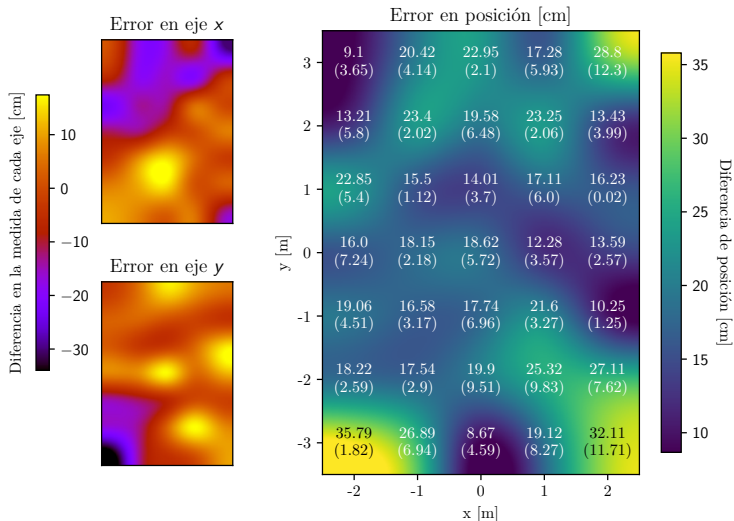 Error en eje x
Diferencia en la medida de cada eje [cm]
10
0
−10
−20
−30
Error en eje y
Error en posición [cm]
y [m]
3
2
1
0
-1
-2
-3
9.1 20.42 22.95 17.28 28.8
(3.65) (4.14) (2.1) (5.93) (12.3)
13.21 23.4 19.58 23.25 13.43
(5.8) (2.02) (6.48) (2.06) (3.99)
22.85 15.5 14.01 17.11 16.23
(5.4) (1.12) (3.7) (6.0) (0.02)
16.0 18.15 18.62 12.28 13.59
(7.24) (2.18) (5.72) (3.57) (2.57)
19.06 16.58 17.74 21.6 10.25
(4.51) (3.17) (6.96) (3.27) (1.25)
18.22 17.54 19.9 25.32 27.11
(2.59) (2.9) (9.51) (9.83) (7.62)
35.79 26.89 8.67 19.12 32.11
(1.82) (6.94) (4.59) (8.27) (11.71)
-2 -1 0 1 2
x [m]
35
30
25
20
15
10
Diferencia de posición [cm]